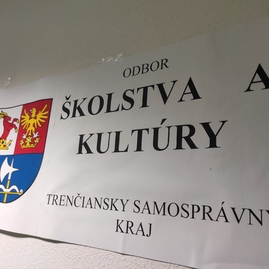 ODBOR
ŠKOLSTVA A
KULTÚRY
TRENČIANSKY SAMOSPRÁVNY
KRAJ